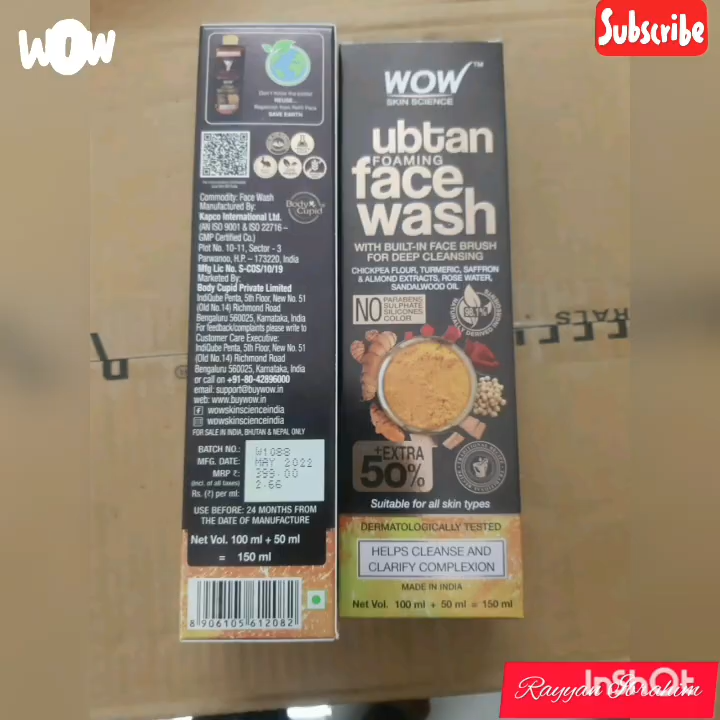 WOW
Subscribe
Don't throw the bottle!
REUSE...
SAVE EARTH
Commodity: Face Wash
Manufactured By:
Kapco International Ltd.
(AN ISO 9001 & ISO 22716 –
GMP Certified Co.)
Plot No. 10-11, Sector - 3
Parwanoo, H.P. – 173220, India
Mfg Lic No. S-COS/10/19
Marketed By:
Body Cupid Private Limited
IndiQube Penta, 5th Floor, New No. 51
(Old No.14) Richmond Road
Bengaluru 560025, Karnataka, India
For feedback/complaints please write to
Customer Care Executive:
IndiQube Penta, 5th Floor, New No. 51
(Old No.14) Richmond Road
Bengaluru 560025, Karnataka, India
or call on +91-80-42896000
email: support@buywow.in
web: www.buywow.in
wowskinscienceindia
wowskinscienceindia
FOR SALE IN INDIA, BHUTAN & NEPAL ONLY
Body Cupid
BATCH NO.: W1088
MFG. DATE: MAY 2022
MRP ₹: 399.00
(Incl. of all taxes)
Rs. (₹) per ml: 2.66
USE BEFORE: 24 MONTHS FROM
THE DATE OF MANUFACTURE
Net Vol. 100 ml + 50 ml
= 150 ml
8906105612082
WOW™
SKIN SCIENCE
ubtan
FOAMING
face
wash
WITH BUILT-IN FACE BRUSH
FOR DEEP CLEANSING
CHICKPEA FLOUR, TURMERIC, SAFFRON
& ALMOND EXTRACTS, ROSE WATER,
SANDALWOOD OIL
NO PARABENS
SULPHATE
SILICONES
COLOR
98.1%
NATURALLY DERIVED INGREDIENTS
+EXTRA
50%
Suitable for all skin types
DERMATOLOGICALLY TESTED
HELPS CLEANSE AND
CLARIFY COMPLEXION
MADE IN INDIA
Net Vol. 100 ml + 50 ml = 150 ml
InShOt
Rayyan Ibrahim